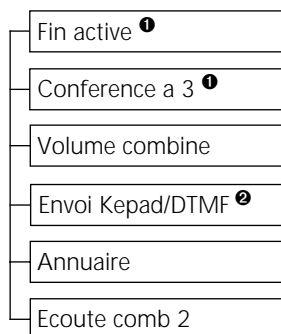 Fin active ❶
Conference a 3 ❶
Volume combine
Envoi Kepad/DTMF ❷
Annuaire
Ecoute comb 2